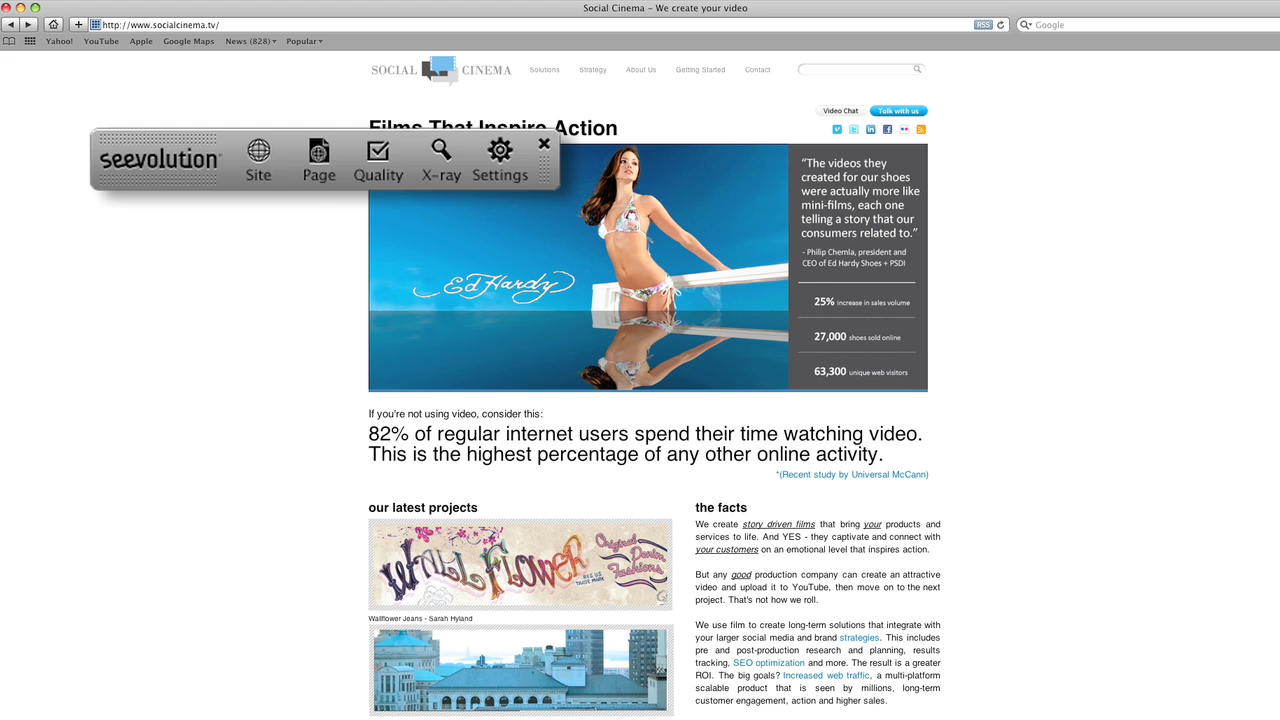 Social Cinema – We create your video
http://www.socialcinema.tv/
RSS
Google
Yahoo!
YouTube
Apple
Google Maps
News (828)
Popular
SOCIAL CINEMA
Solutions
Strategy
About Us
Getting Started
Contact
Video Chat
Talk with us
Films That Inspire Action
seevolution
Site
Page
Quality
X-ray
Settings
Ed Hardy
“The videos they
created for our shoes
were actually more like
mini-films, each one
telling a story that our
consumers related to.”
- Philip Chemla, president and
CEO of Ed Hardy Shoes + PSDI
25% increase in sales volume
27,000 shoes sold online
63,300 unique web visitors
If you're not using video, consider this:
82% of regular internet users spend their time watching video.
This is the highest percentage of any other online activity.
*(Recent study by Universal McCann)
our latest projects
WALLFLOWER
REG US
TRADE MARK
Original
Denim
Fashions
Wallflower Jeans - Sarah Hyland
the facts
We create story driven films that bring your products and
services to life. And YES - they captivate and connect with
your customers on an emotional level that inspires action.
But any good production company can create an attractive
video and upload it to YouTube, then move on to the next
project. That's not how we roll.
We use film to create long-term solutions that integrate with
your larger social media and brand strategies. This includes
pre and post-production research and planning, results
tracking, SEO optimization and more. The result is a greater
ROI. The big goals? Increased web traffic, a multi-platform
scalable product that is seen by millions, long-term
customer engagement, action and higher sales.